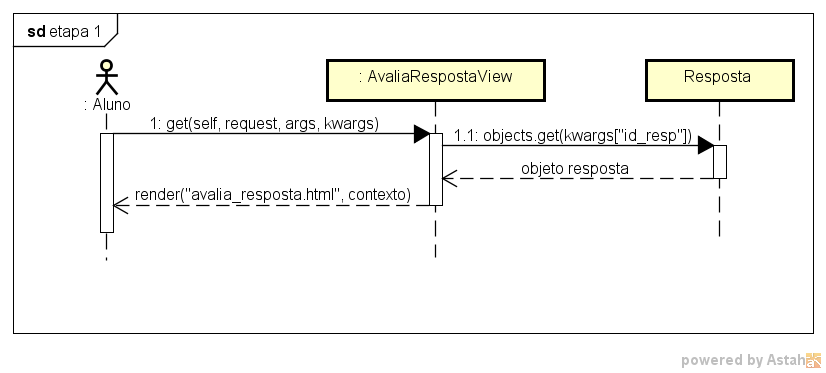 sd etapa 1
: Aluno
: AvaliaRespostaView
Resposta
1: get(self, request, args, kwargs)
1.1: objects.get(kwargs["id_resp"])
objeto resposta
render("avalia_resposta.html", contexto)
powered by Astah